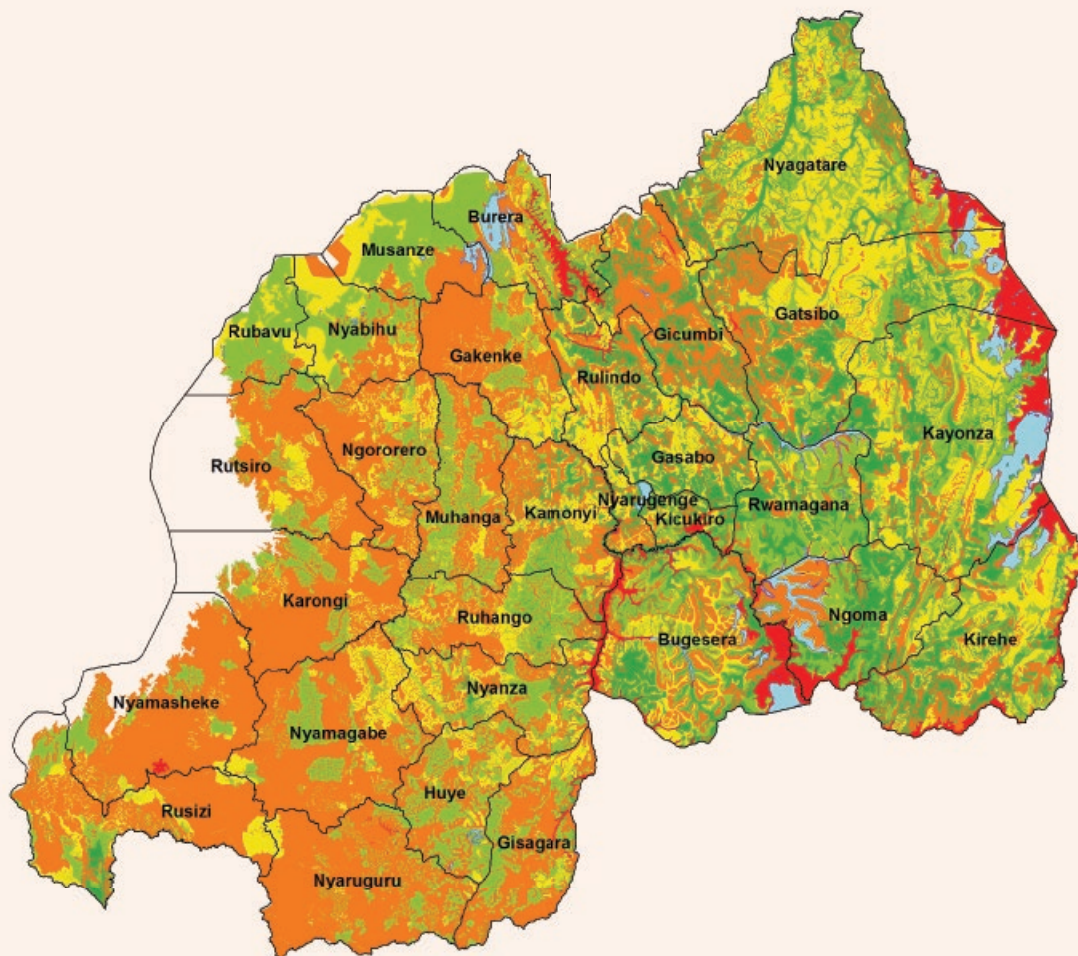 Nyagatare
Burera
Musanze
Gatsibo
Rubavu
Nyabihu
Gicumbi
Gakenke
Rulindo
Kayonza
Ngororero
Gasabo
Rutsiro
Nyarugenge
Rwamagana
Muhanga
Kamonyi
Kicukiro
Karongi
Ruhango
Ngoma
Bugesera
Kirehe
Nyanza
Nyamasheke
Nyamagabe
Huye
Rusizi
Gisagara
Nyaruguru